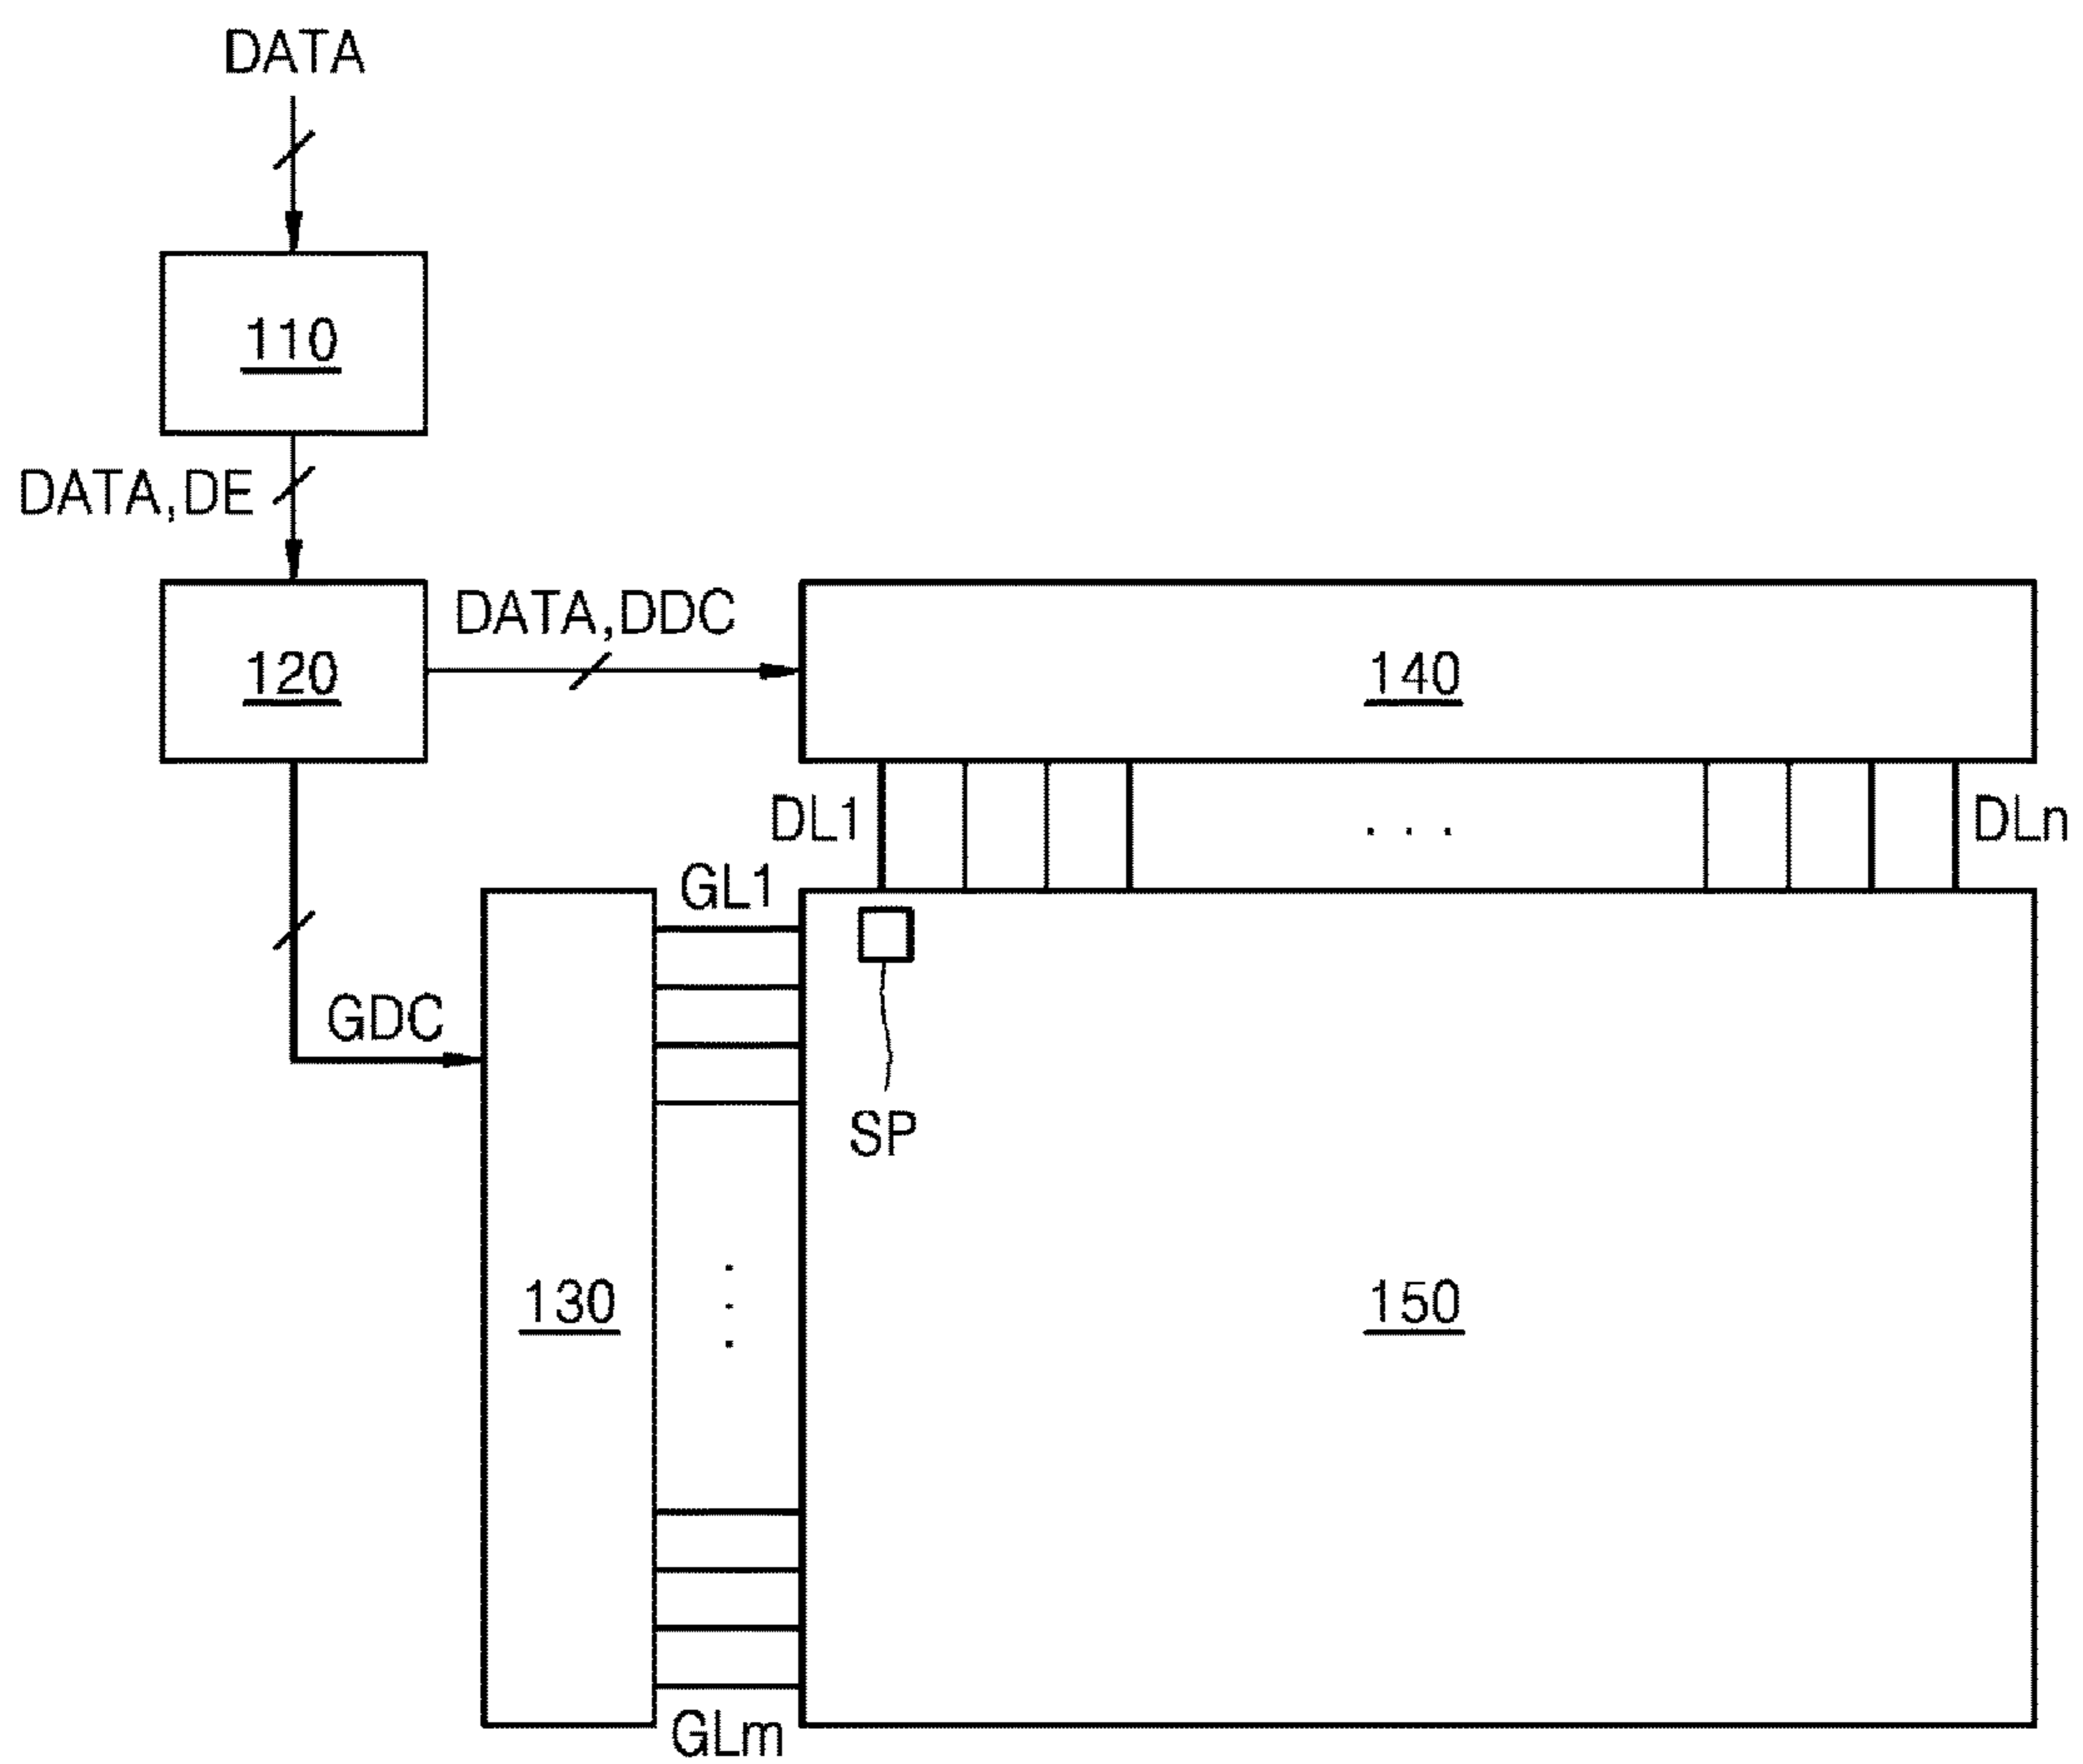 DATA
110
DATA,DE
DATA,DDC
120
140
DL1
. . .
DLn
GL1
GDC
SP
130
150
GLm